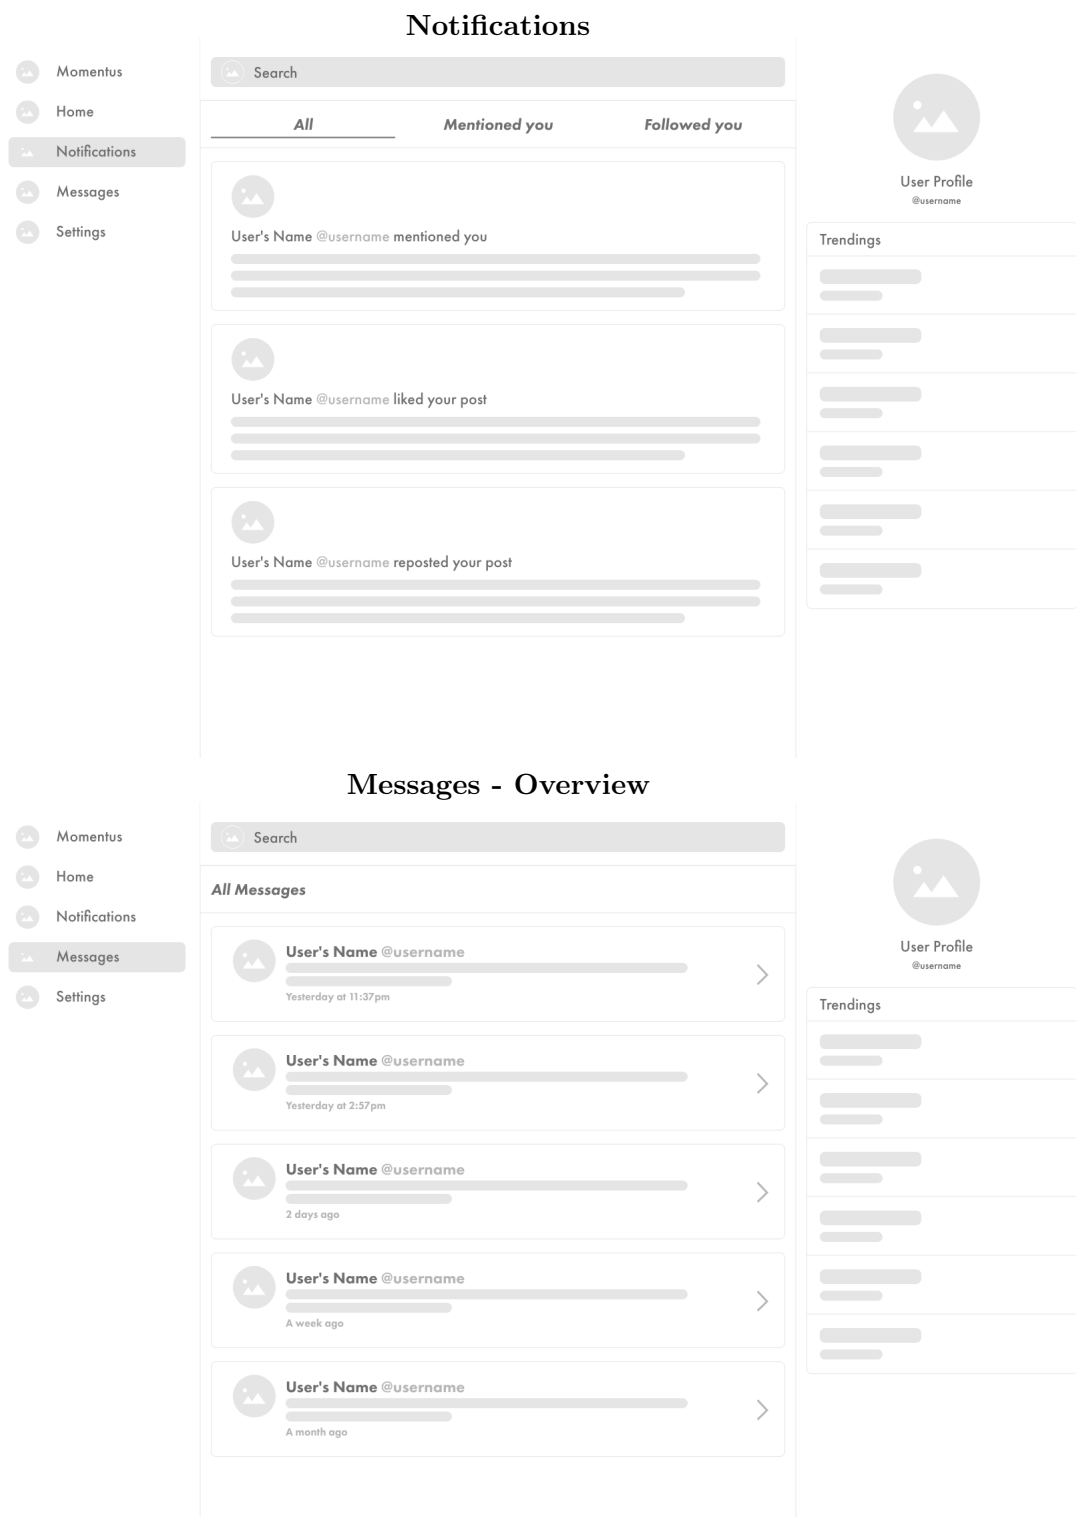 Notifications
Momentus
Home
Notifications
Messages
Settings
Search
All
Mentioned you
Followed you
User's Name @username mentioned you
User's Name @username liked your post
User's Name @username reposted your post
User Profile
@username
Trendings
Messages - Overview
Momentus
Home
Notifications
Messages
Settings
Search
All Messages
User's Name @username
Yesterday at 11:37pm
User's Name @username
Yesterday at 2:57pm
User's Name @username
2 days ago
User's Name @username
A week ago
User's Name @username
A month ago
User Profile
@username
Trendings